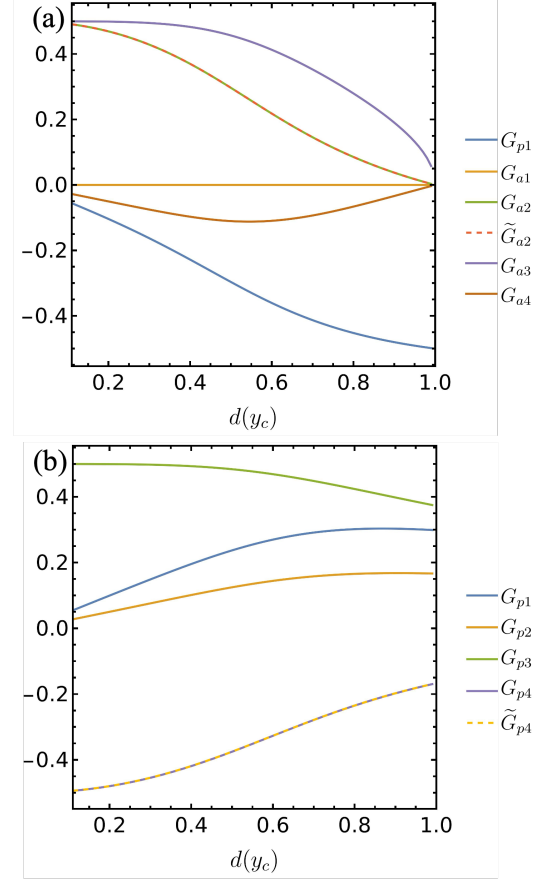 (a)
0.4
0.2
0.0
−0.2
−0.4
0.2 0.4 0.6 0.8 1.0
d(y_c)
G_{p1}
G_{a1}
G_{a2}
\widetilde{G}_{a2}
G_{a3}
G_{a4}
(b)
0.4
0.2
0.0
−0.2
−0.4
0.2 0.4 0.6 0.8 1.0
d(y_c)
G_{p1}
G_{p2}
G_{p3}
G_{p4}
\widetilde{G}_{p4}